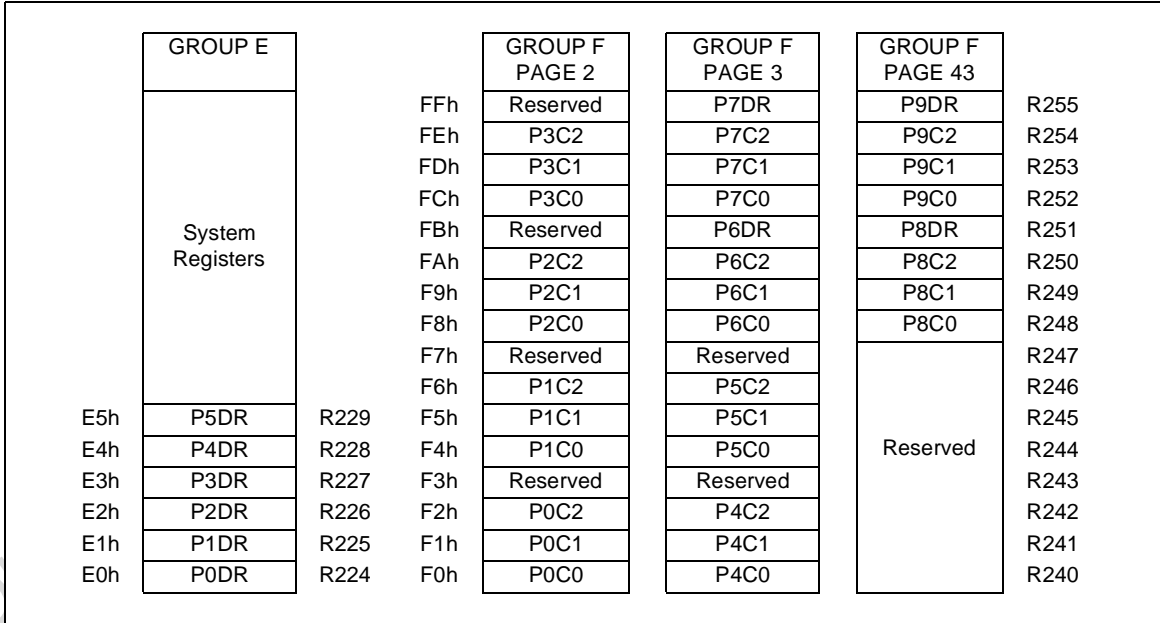 GROUP E GROUP F GROUP F GROUP F
PAGE 2 PAGE 3 PAGE 43
FFh Reserved P7DR P9DR R255
FEh P3C2 P7C2 P9C2 R254
FDh P3C1 P7C1 P9C1 R253
FCh P3C0 P7C0 P9C0 R252
System FBh Reserved P6DR P8DR R251
Registers FAh P2C2 P6C2 P8C2 R250
F9h P2C1 P6C1 P8C1 R249
F8h P2C0 P6C0 P8C0 R248
F7h Reserved Reserved R247
F6h P1C2 P5C2 R246
E5h P5DR R229 F5h P1C1 P5C1 R245
E4h P4DR R228 F4h P1C0 P5C0 Reserved R244
E3h P3DR R227 F3h Reserved Reserved R243
E2h P2DR R226 F2h P0C2 P4C2 R242
E1h P1DR R225 F1h P0C1 P4C1 R241
E0h P0DR R224 F0h P0C0 P4C0 R240